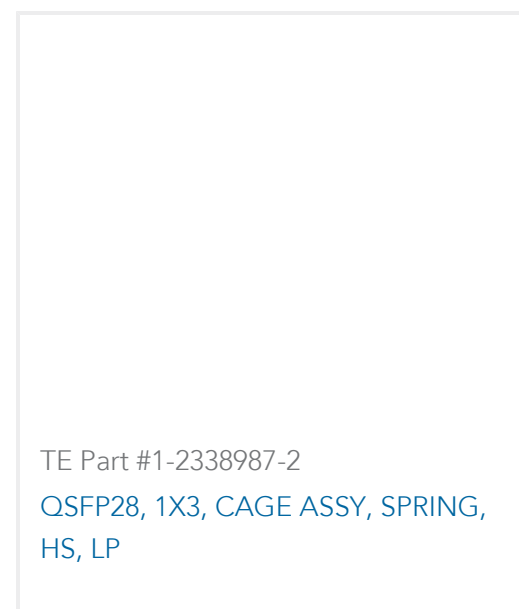 TE Part #1-2338987-2
QSFP28, 1X3, CAGE ASSY, SPRING,
HS, LP